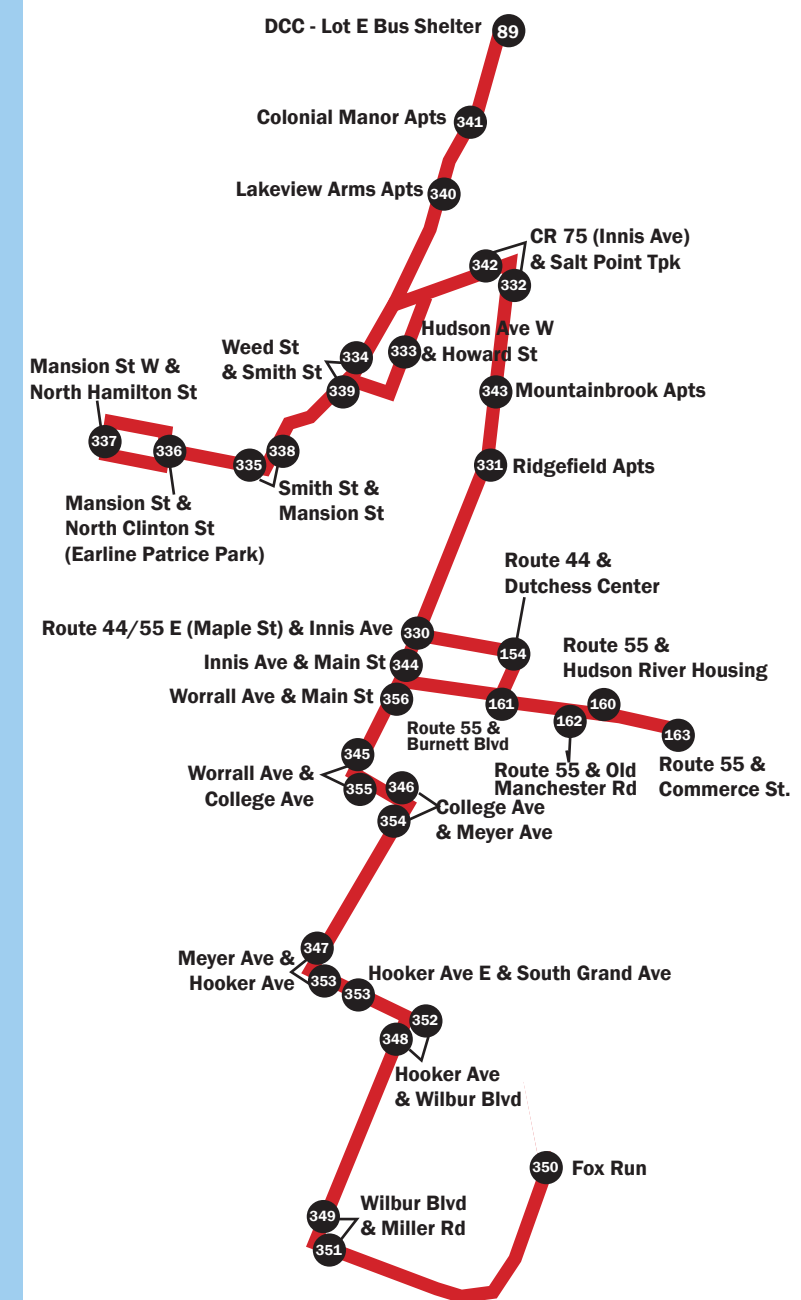 DCC - Lot E Bus Shelter
89
Colonial Manor Apts
341
Lakeview Arms Apts
340
CR 75 (Innis Ave)
& Salt Point Tpk
342
332
Hudson Ave W
& Howard St
333
Weed St
& Smith St
334
339
Mansion St W &
North Hamilton St
337
336
335
338
Mountainbrook Apts
343
Ridgefield Apts
331
Smith St &
Mansion St
Mansion St &
North Clinton St
(Earline Patrice Park)
Route 44 &
Dutchess Center
Route 44/55 E (Maple St) & Innis Ave
330
154
Innis Ave & Main St
344
Route 55 &
Hudson River Housing
Worrall Ave & Main St
356
161
160
162
163
Route 55 &
Burnett Blvd
Route 55 & Old
Manchester Rd
Route 55 &
Commerce St.
345
Worrall Ave &
College Ave
355
346
354
College Ave
& Meyer Ave
347
Meyer Ave &
Hooker Ave
353
353
Hooker Ave E & South Grand Ave
352
348
Hooker Ave
& Wilbur Blvd
350
Fox Run
349
351
Wilbur Blvd
& Miller Rd